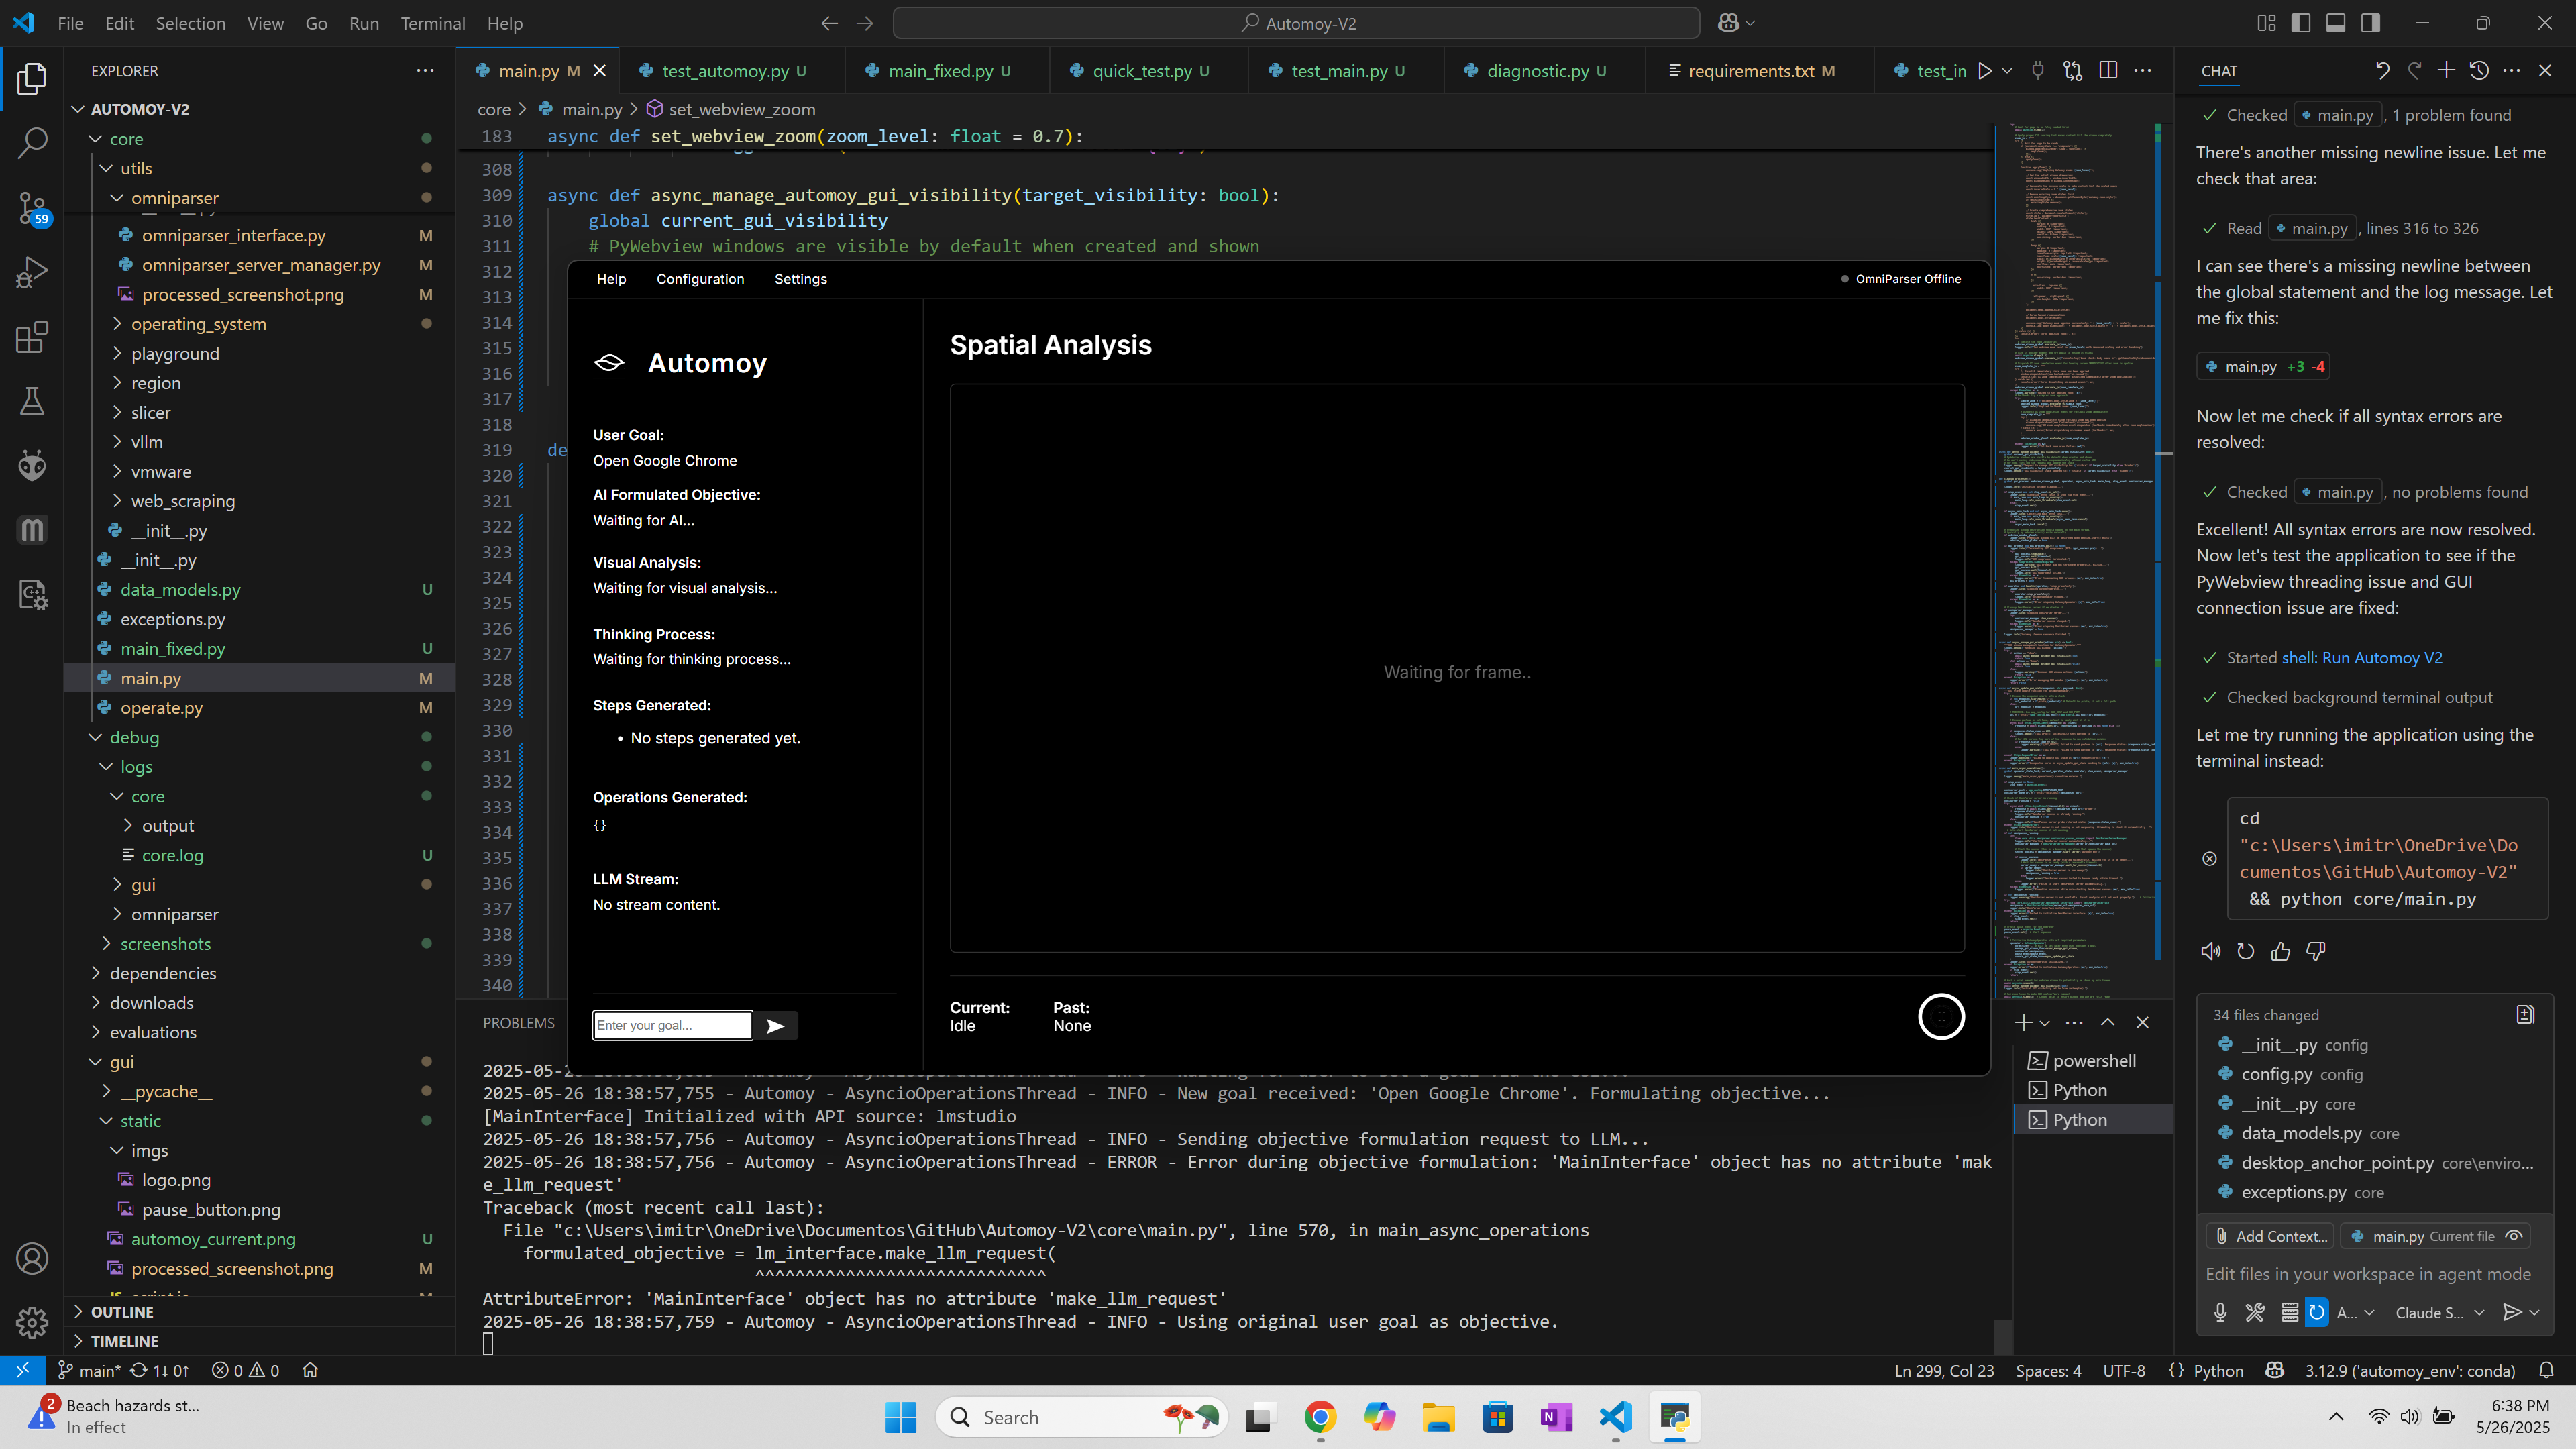 File Edit Selection View Go Run Terminal Help
Automoy-V2
EXPLORER
AUTOMOY-V2
core
utils
omniparser
omniparser_interface.py M
omniparser_server_manager.py M
processed_screenshot.png M
operating_system
playground
region
slicer
vllm
vmware
web_scraping
__init__.py
__init__.py
data_models.py U
exceptions.py
main_fixed.py U
main.py M
operate.py M
debug
logs
core
output
core.log U
gui
omniparser
screenshots
dependencies
downloads
evaluations
gui
__pycache__
static
imgs
logo.png
pause_button.png
automoy_current.png U
processed_screenshot.png M
OUTLINE
TIMELINE
59
main.py M test_automoy.py U main_fixed.py U quick_test.py U test_main.py U diagnostic.py U requirements.txt M test_in
core > main.py > set_webview_zoom
183 async def set_webview_zoom(zoom_level: float = 0.7):
308
309 async def async_manage_automoy_gui_visibility(target_visibility: bool):
310 global current_gui_visibility
311 # PyWebview windows are visible by default when created and shown
312
313
314
315
316
317
318
319 de
320
321
322
323
324
325
326
327
328
329
330
331
332
333
334
335
336
337
338
339
340
Help Configuration Settings
OmniParser Offline
Automoy
User Goal:
Open Google Chrome
AI Formulated Objective:
Waiting for AI...
Visual Analysis:
Waiting for visual analysis...
Thinking Process:
Waiting for thinking process...
Steps Generated:
• No steps generated yet.
Operations Generated:
{}
LLM Stream:
No stream content.
Enter your goal...
Spatial Analysis
Waiting for frame..
Current: Past:
Idle None
PROBLEMS
2025-05-26 18:38:57,755 - Automoy - AsyncioOperationsThread - INFO - New goal received: 'Open Google Chrome'. Formulating objective...
[MainInterface] Initialized with API source: lmstudio
2025-05-26 18:38:57,756 - Automoy - AsyncioOperationsThread - INFO - Sending objective formulation request to LLM...
2025-05-26 18:38:57,756 - Automoy - AsyncioOperationsThread - ERROR - Error during objective formulation: 'MainInterface' object has no attribute 'mak
e_llm_request'
Traceback (most recent call last):
File "c:\Users\imitr\OneDrive\Documentos\GitHub\Automoy-V2\core\main.py", line 570, in main_async_operations
formulated_objective = lm_interface.make_llm_request(
^^^^^^^^^^^^^^^^^^^^^^^^^^^^
AttributeError: 'MainInterface' object has no attribute 'make_llm_request'
2025-05-26 18:38:57,759 - Automoy - AsyncioOperationsThread - INFO - Using original user goal as objective.
powershell
Python
Python
CHAT
Checked main.py, 1 problem found
There's another missing newline issue. Let me
check that area:
Read main.py, lines 316 to 326
I can see there's a missing newline between
the global statement and the log message. Let
me fix this:
main.py +3 -4
Now let me check if all syntax errors are
resolved:
Checked main.py, no problems found
Excellent! All syntax errors are now resolved.
Now let's test the application to see if the
PyWebview threading issue and GUI
connection issue are fixed:
Started shell: Run Automoy V2
Checked background terminal output
Let me try running the application using the
terminal instead:
cd
"c:\Users\imitr\OneDrive\Do
cumentos\GitHub\Automoy-V2"
&& python core/main.py
34 files changed
__init__.py config
config.py config
__init__.py core
data_models.py core
desktop_anchor_point.py core\enviro...
exceptions.py core
Add Context... main.py Current file
Edit files in your workspace in agent mode
A... Claude S...
main* 1↓ 0↑ 0 0
Ln 299, Col 23 Spaces: 4 UTF-8 {} Python 3.12.9 ('automoy_env': conda)
2
Beach hazards st...
In effect
Search
6:38 PM
5/26/2025